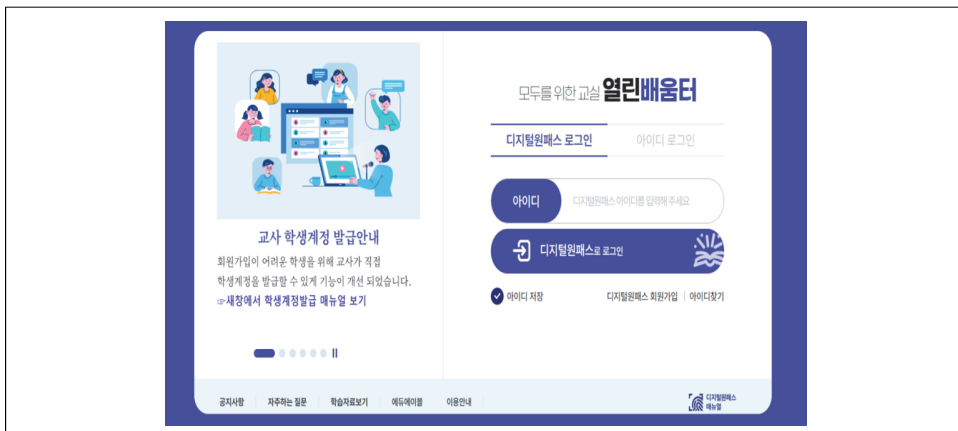 모두를 위한 교실 열린배움터
디지털원패스 로그인 아이디 로그인
아이디 디지털원패스 아이디를 입력해 주세요
디지털원패스로 로그인
아이디 저장 디지털원패스 회원가입 | 아이디찾기
교사 학생계정 발급안내
회원가입이 어려운 학생을 위해 교사가 직접
학생계정을 발급할 수 있게 기능이 개선 되었습니다.
☞새창에서 학생계정발급 매뉴얼 보기
공지사항 자주하는 질문 학습자료보기 에듀에이블 이용안내
디지털원패스
매뉴얼